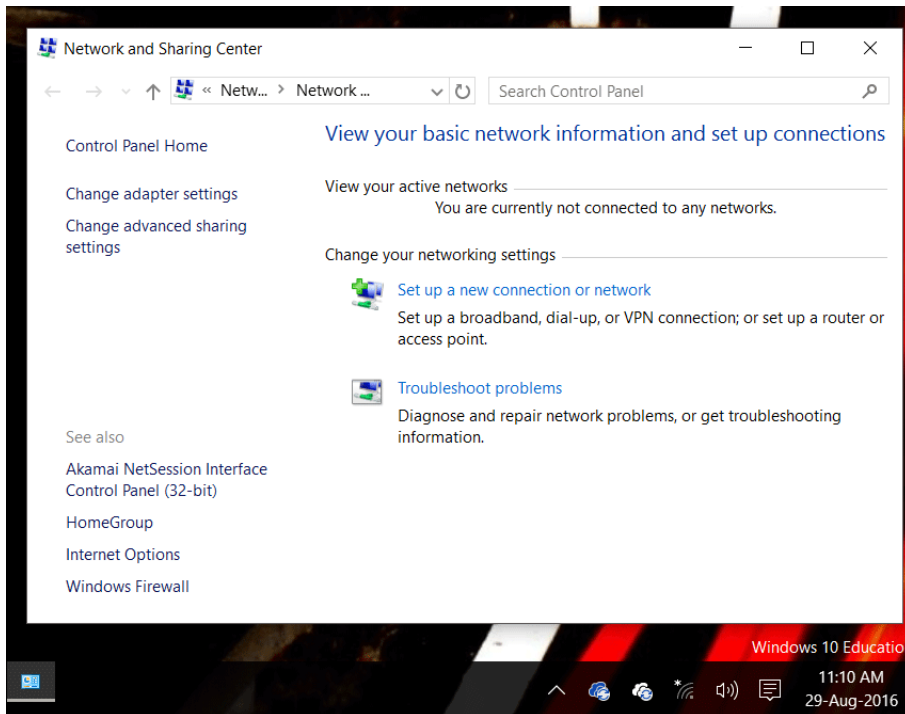 Network and Sharing Center
« Netw... > Network ...
Search Control Panel
Control Panel Home
Change adapter settings
Change advanced sharing
settings
View your basic network information and set up connections
View your active networks
You are currently not connected to any networks.
Change your networking settings
Set up a new connection or network
Set up a broadband, dial-up, or VPN connection; or set up a router or
access point.
Troubleshoot problems
Diagnose and repair network problems, or get troubleshooting
information.
See also
Akamai NetSession Interface
Control Panel (32-bit)
HomeGroup
Internet Options
Windows Firewall
Windows 10 Educatio
11:10 AM
29-Aug-2016